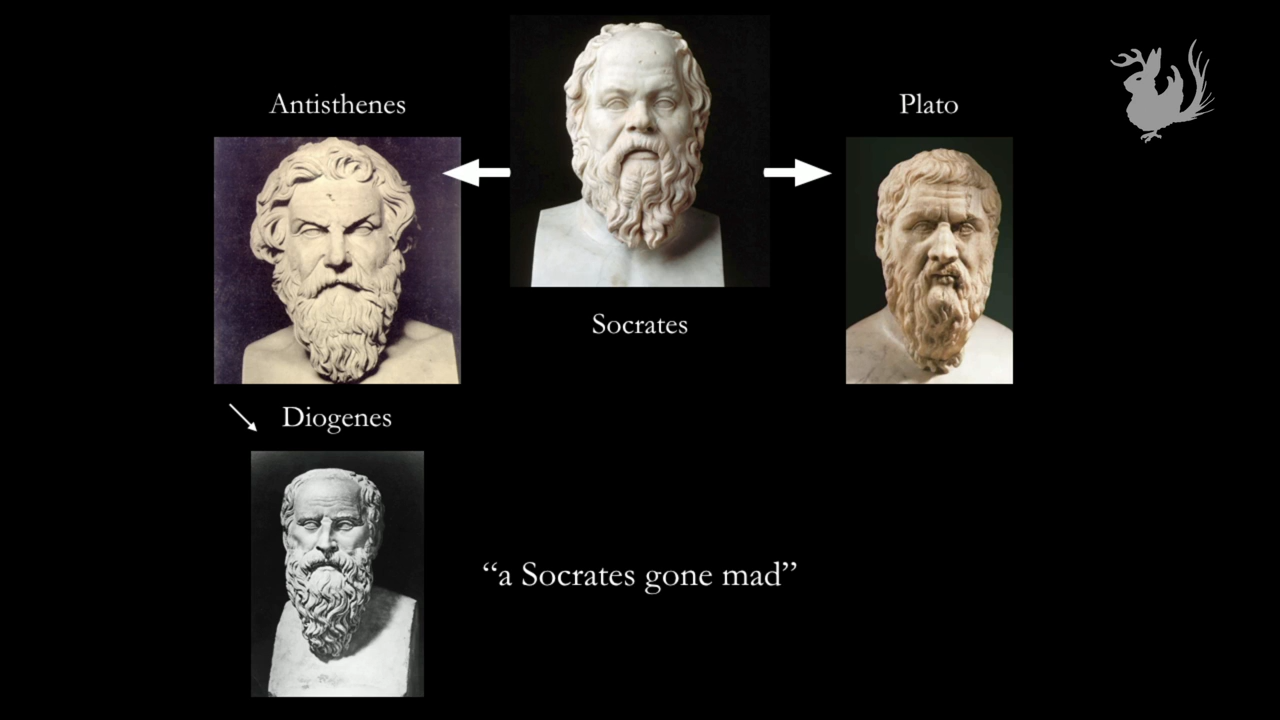 Antisthenes
Plato
Socrates
Diogenes
“a Socrates gone mad”